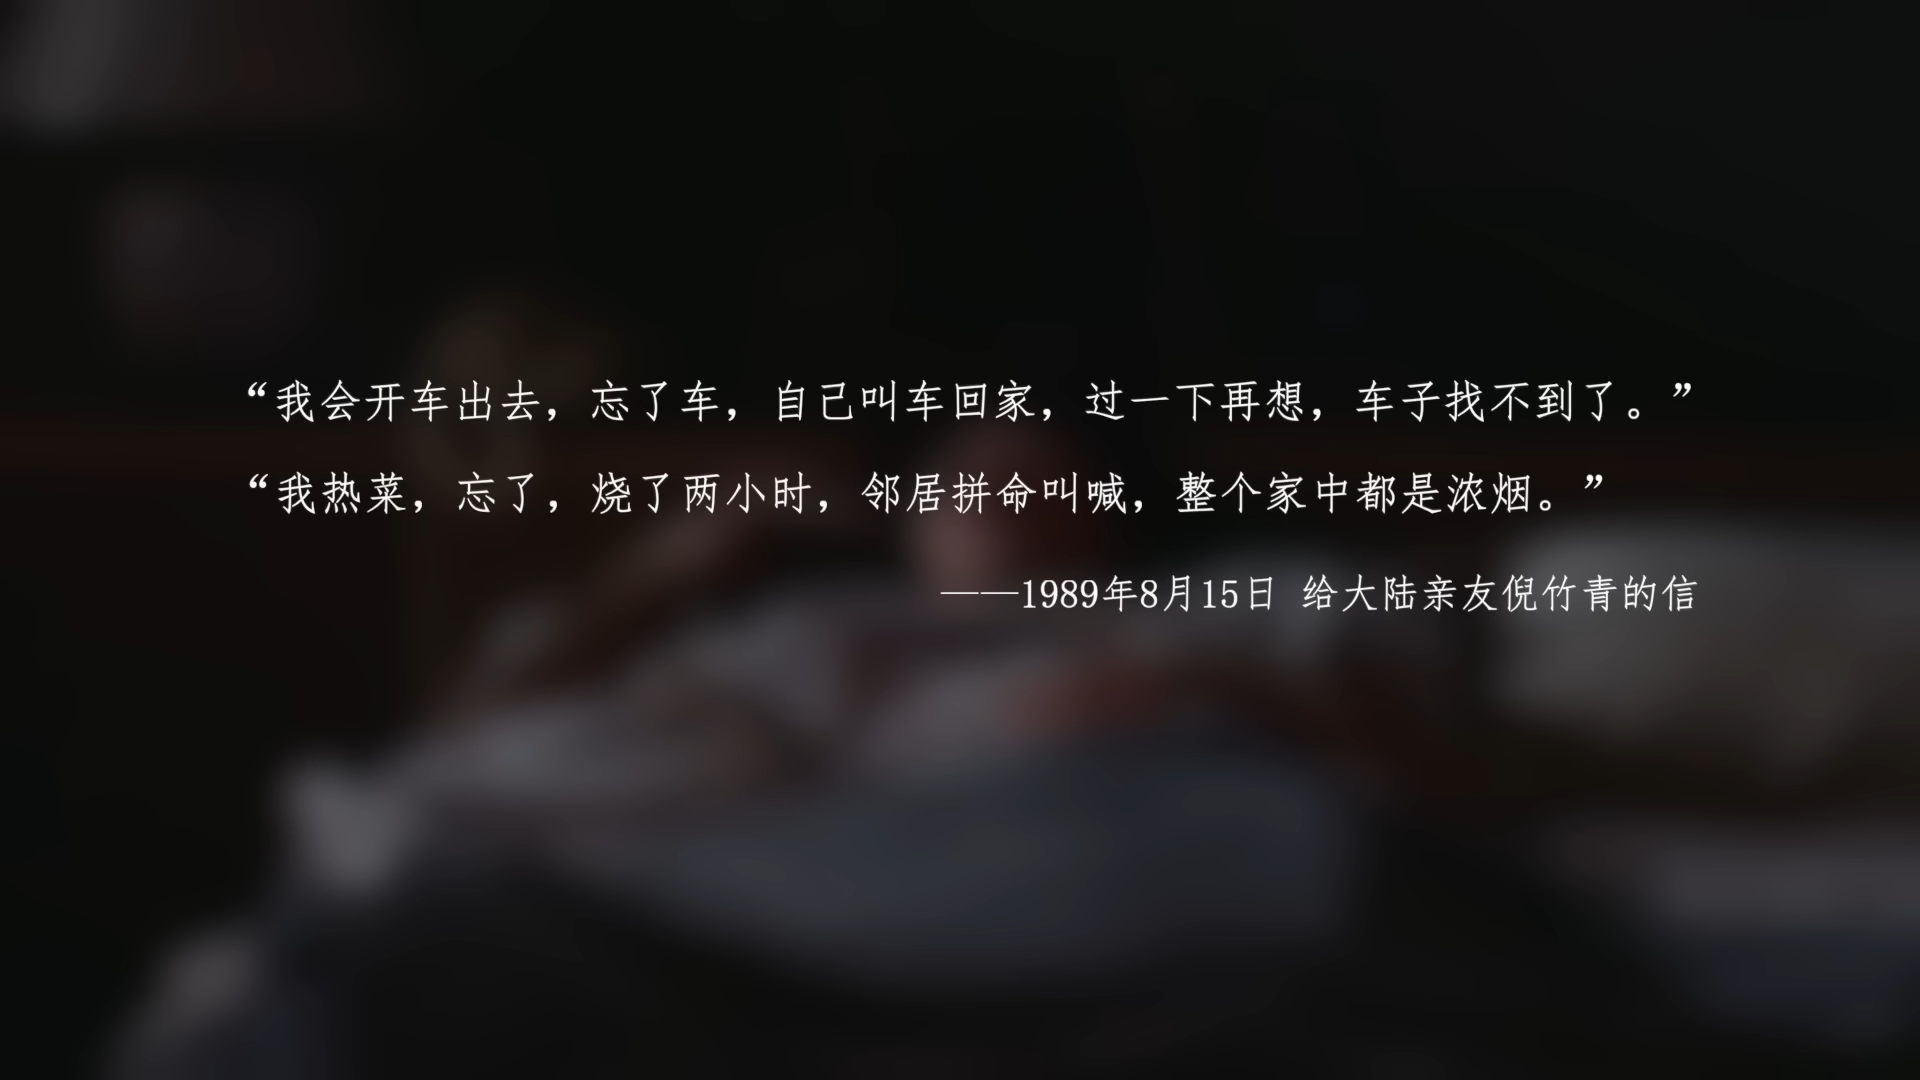 “我会开车出去，忘了车，自己叫车回家，过一下再想，车子找不到了。”
“我热菜，忘了，烧了两小时，邻居拼命叫喊，整个家中都是浓烟。”
——1989年8月15日 给大陆亲友倪竹青的信